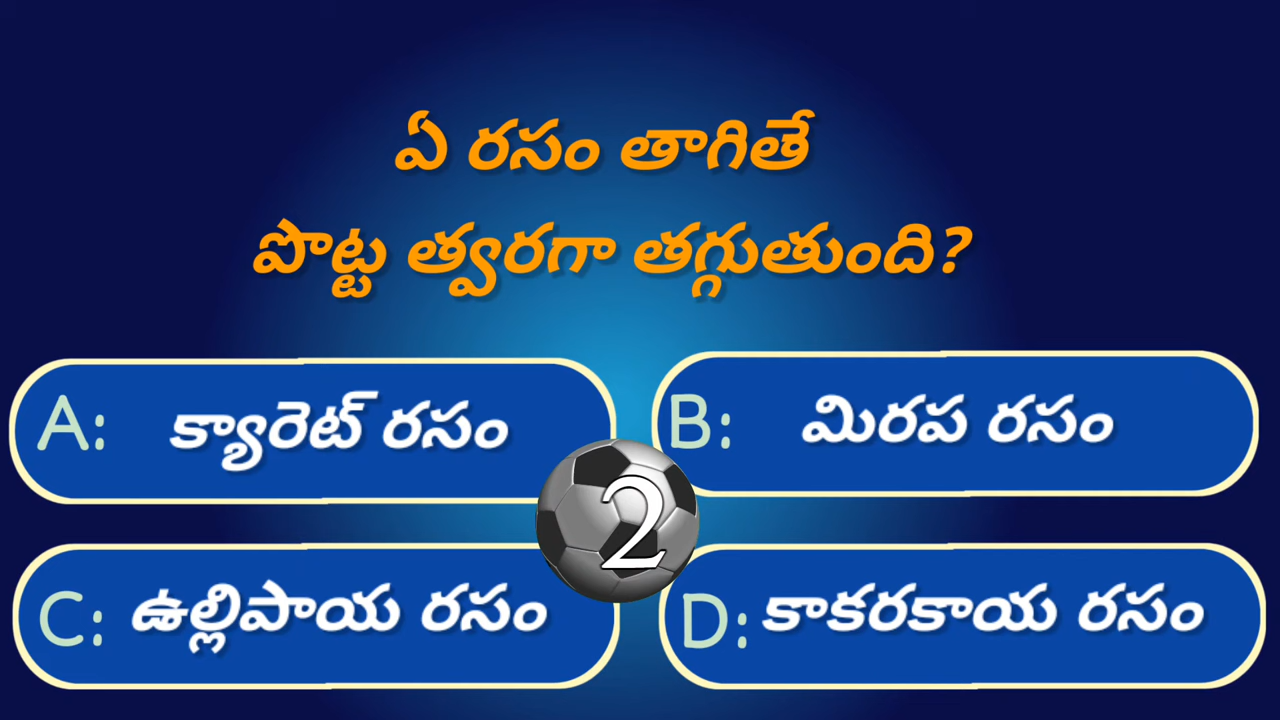 ఏ రసం తాగితే
పొట్ట త్వరగా తగ్గుతుంది?
A: క్యారెట్ రసం
B: మిరప రసం
2
C: ఉల్లిపాయ రసం
D: కాకరకాయ రసం